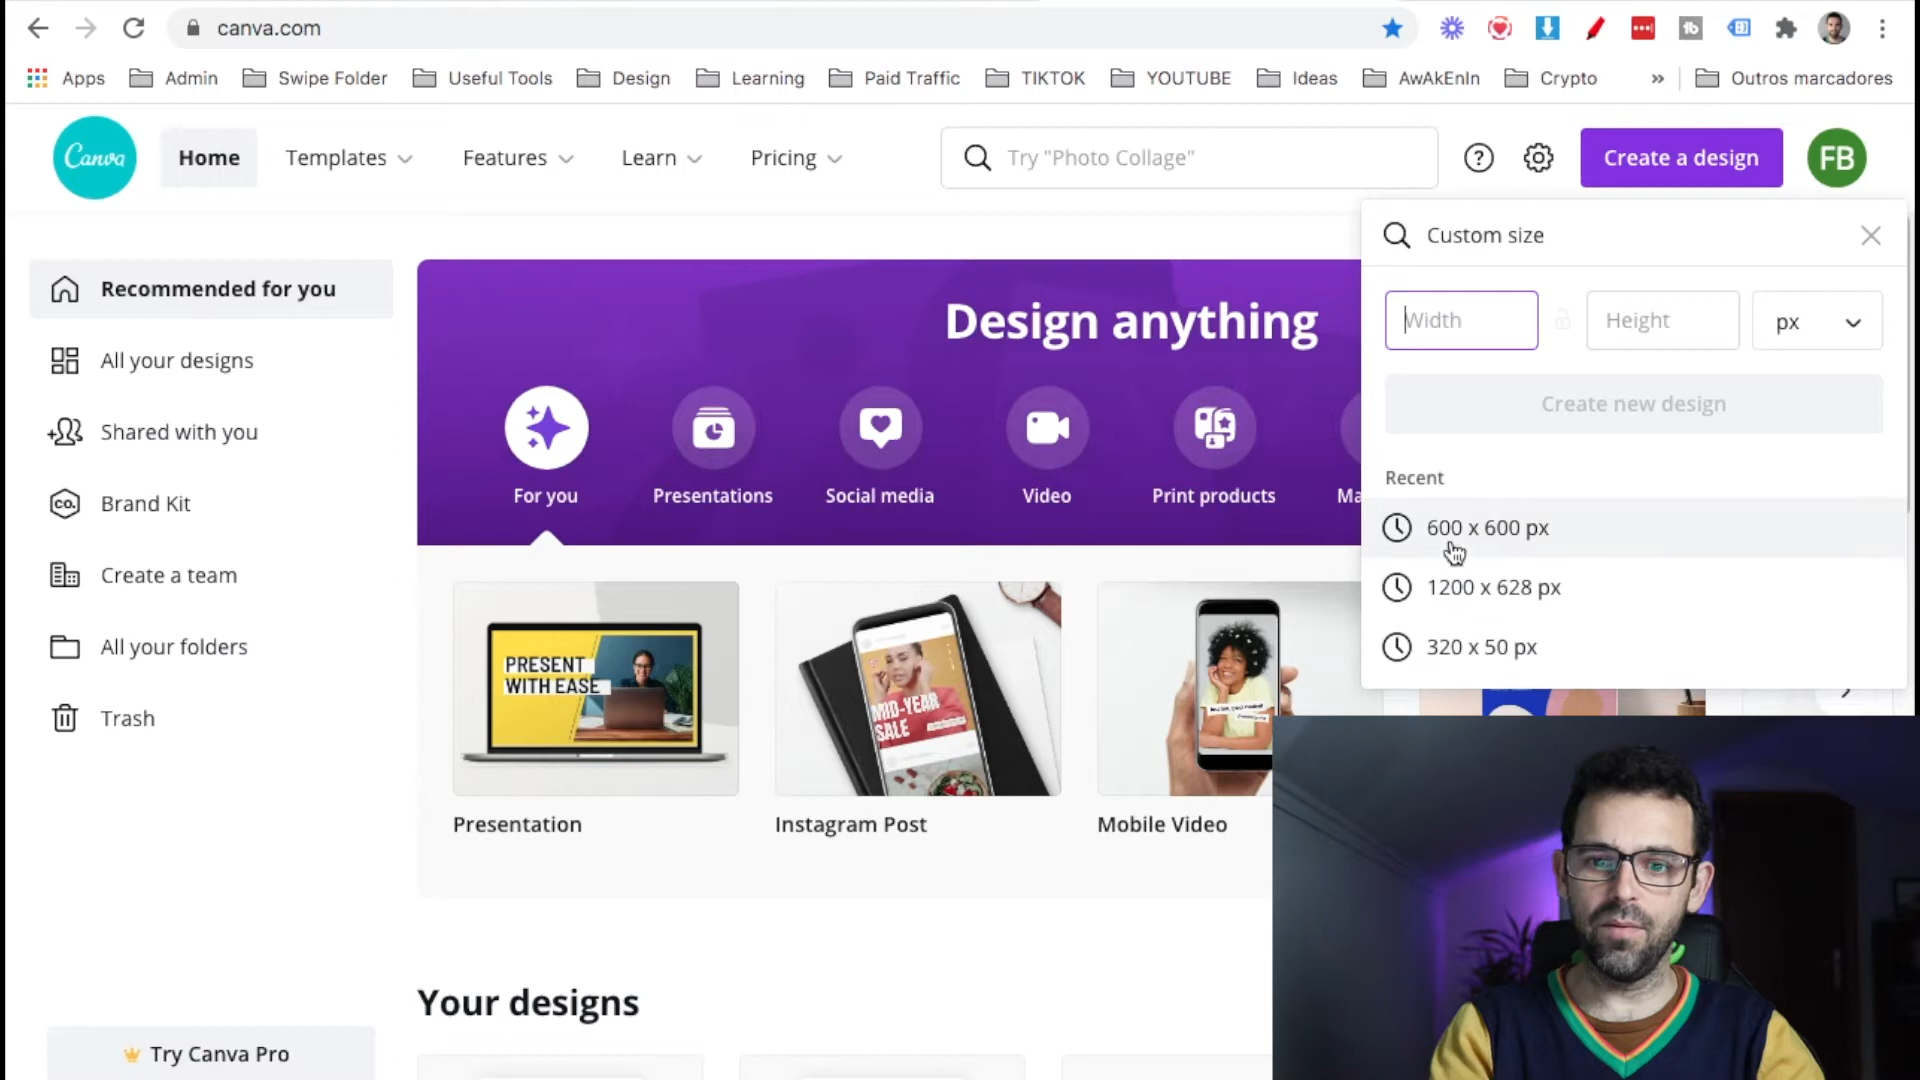 canva.com
Apps Admin Swipe Folder Useful Tools Design Learning Paid Traffic TIKTOK YOUTUBE Ideas AwAkEnIn Crypto » Outros marcadores
Canva Home Templates Features Learn Pricing Try "Photo Collage" ? Create a design FB
Custom size
Width Height px
Create new design
Recent
600 x 600 px
1200 x 628 px
320 x 50 px
Recommended for you
All your designs
Shared with you
CO. Brand Kit
Create a team
All your folders
Trash
Try Canva Pro
Design anything
For you Presentations Social media Video Print products Ma
PRESENT
WITH EASE
MID-YEAR
SALE
Presentation Instagram Post Mobile Video
Your designs